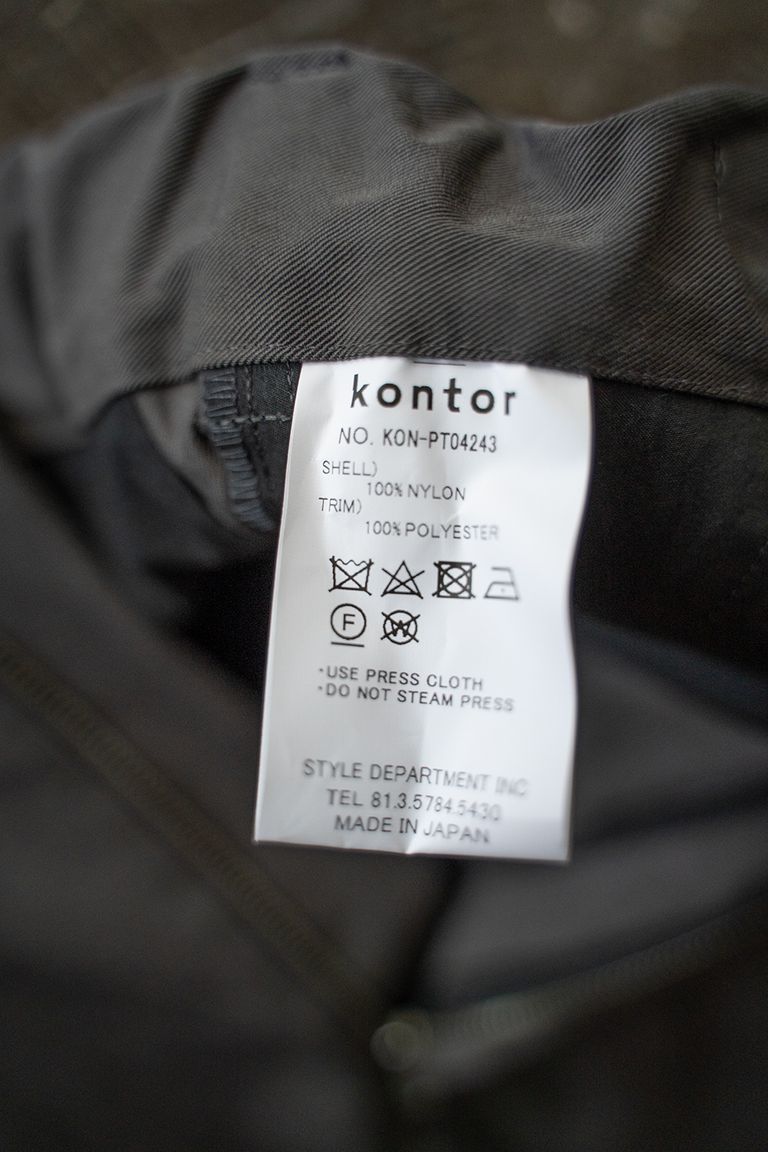 kontor
NO. KON-PT04243
SHELL)
100% NYLON
TRIM)
100% POLYESTER
F
W
·USE PRESS CLOTH
·DO NOT STEAM PRESS
STYLE DEPARTMENT INC
TEL 81.3.5784.5430
MADE IN JAPAN